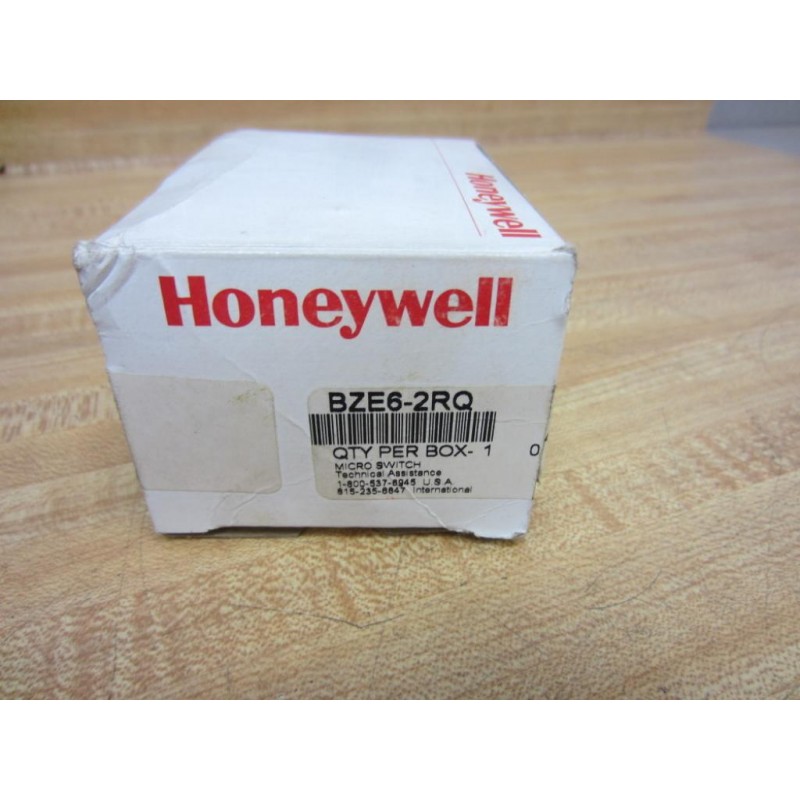 Honeywell
Honeywell
BZE6-2RQ
QTY PER BOX- 1 0
MICRO SWITCH
Technical Assistance
1-800-537-6945 U.S.A.
815-235-6847 International